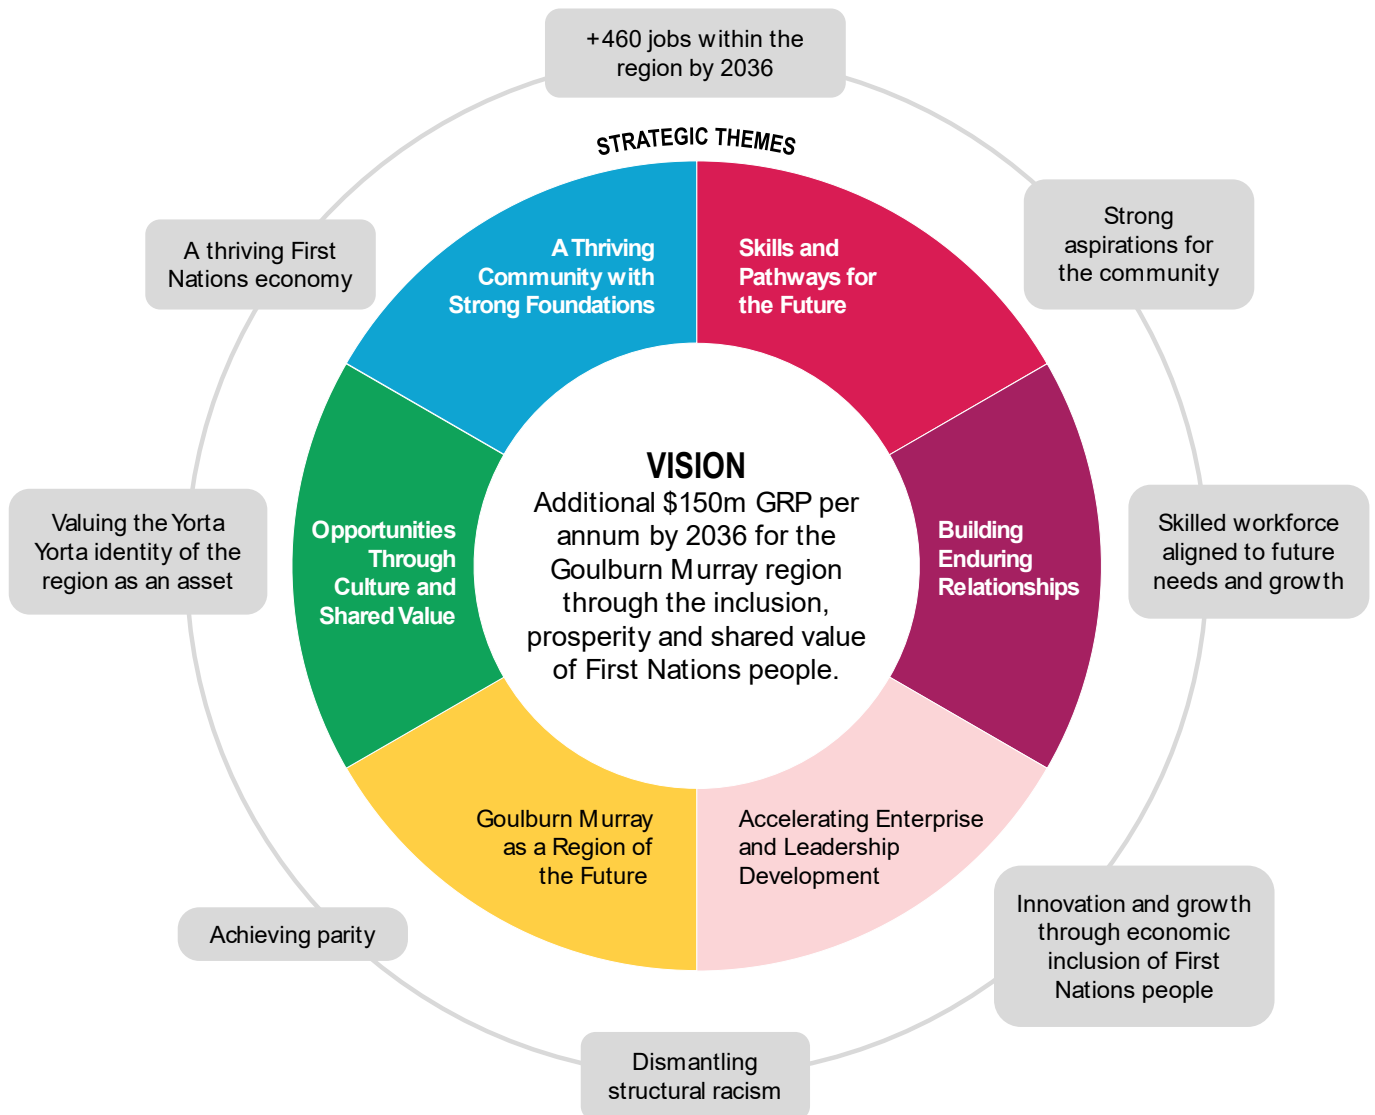 +460 jobs within the
region by 2036
STRATEGIC THEMES
A Thriving
Community with
Strong Foundations
Skills and
Pathways for
the Future
Building
Enduring
Relationships
Accelerating Enterprise
and Leadership
Development
Goulburn Murray
as a Region of
the Future
Opportunities
Through
Culture and
Shared Value
VISION
Additional $150m GRP per
annum by 2036 for the
Goulburn Murray region
through the inclusion,
prosperity and shared value
of First Nations people.
Strong
aspirations for
the community
Skilled workforce
aligned to future
needs and growth
Innovation and growth
through economic
inclusion of First
Nations people
Dismantling
structural racism
Achieving parity
Valuing the Yorta
Yorta identity of the
region as an asset
A thriving First
Nations economy